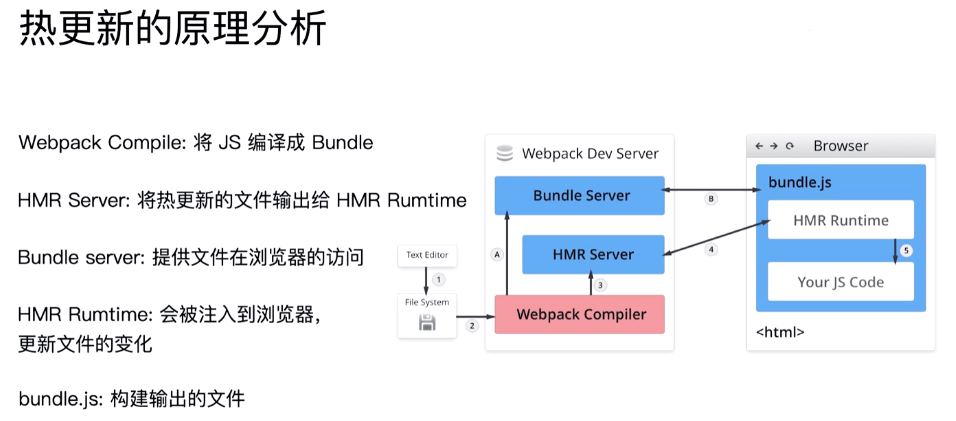 热更新的原理分析
Webpack Compile: 将 JS 编译成 Bundle
HMR Server: 将热更新的文件输出给 HMR Rumtime
Bundle server: 提供文件在浏览器的访问
HMR Rumtime: 会被注入到浏览器，
更新文件的变化
bundle.js: 构建输出的文件
Text Editor
1
File System
2
Webpack Dev Server
Bundle Server
A
HMR Server
3
Webpack Compiler
B
4
Browser
bundle.js
HMR Runtime
5
Your JS Code
<html>